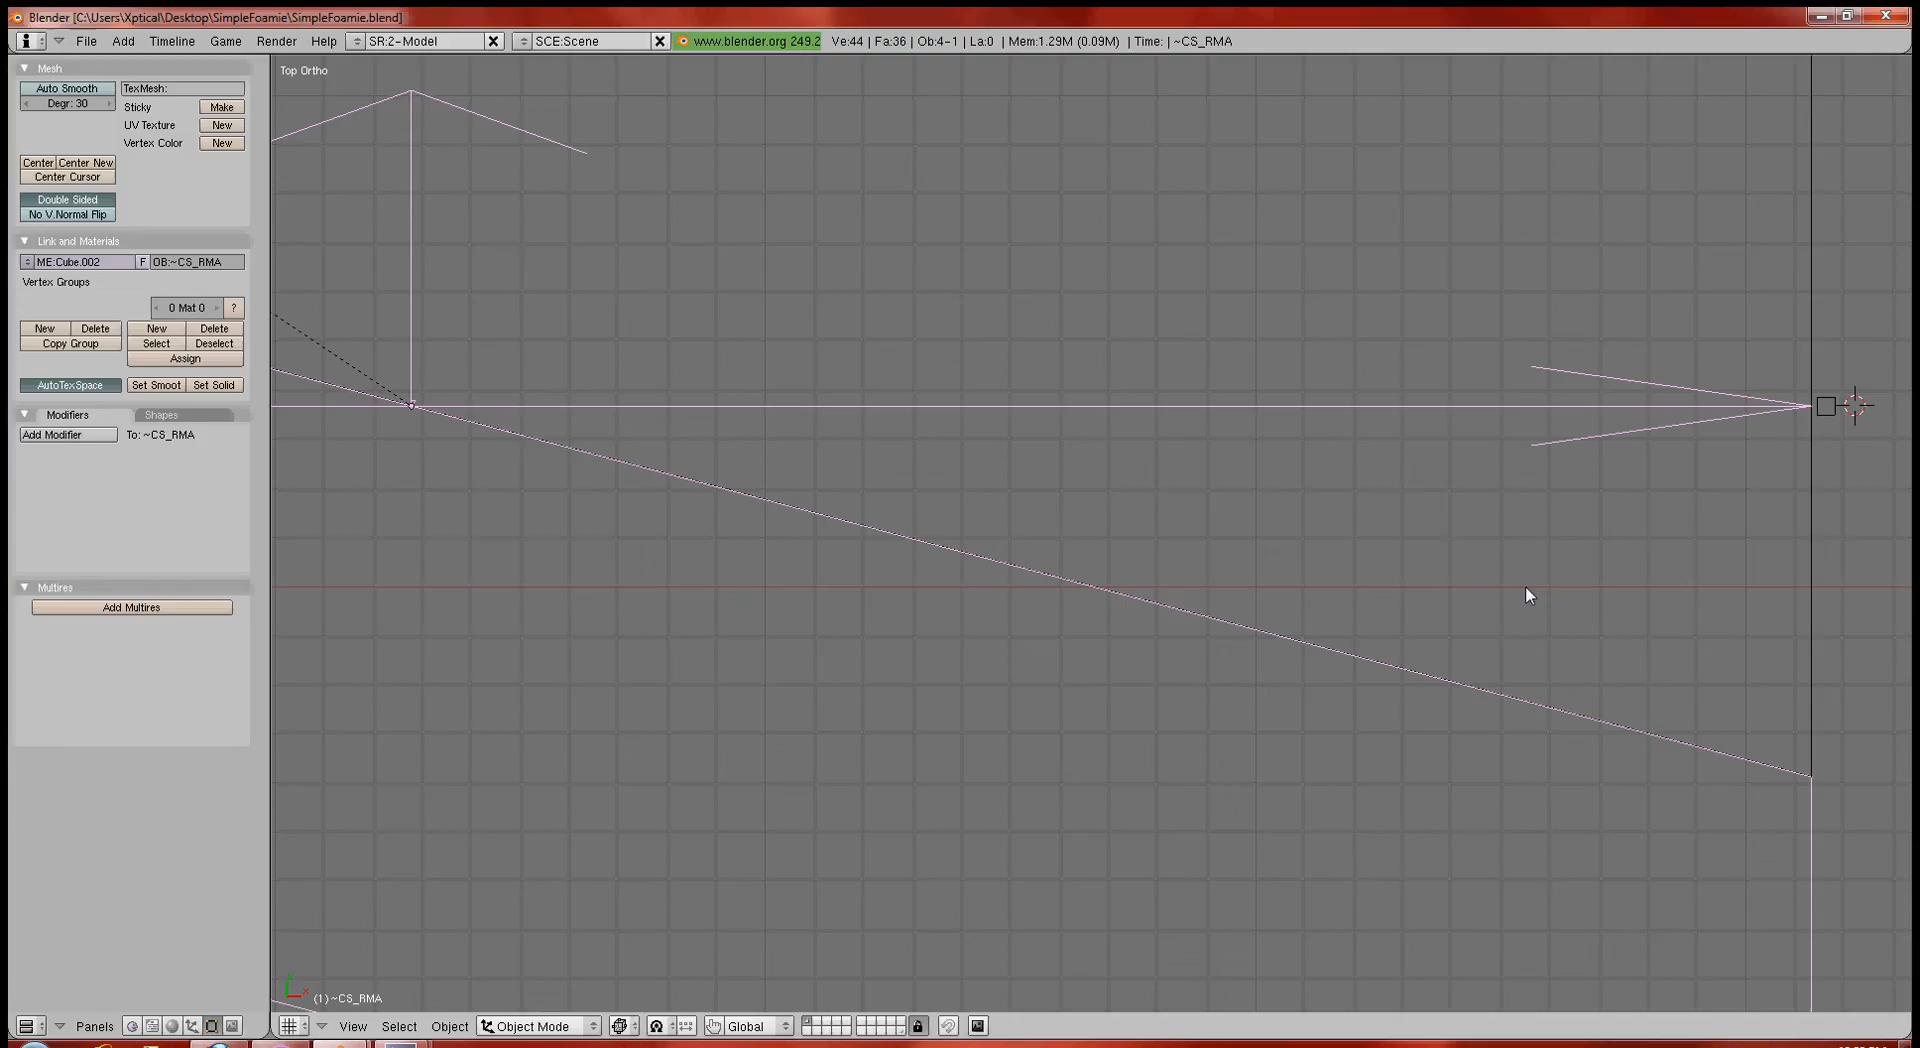 Blender [C:\Users\Xptical\Desktop\SimpleFoamie\SimpleFoamie.blend]
File Add Timeline Game Render Help SR:2-Model SCE:Scene www.blender.org 249.2 Ve:44 | Fa:36 | Ob:4-1 | La:0 | Mem:1.29M (0.09M) | Time: | ~CS_RMA
Mesh
Auto Smooth TexMesh:
Degr: 30 Sticky Make
UV Texture New
Vertex Color New
Center Center New
Center Cursor
Double Sided
No V.Normal Flip
Link and Materials
ME:Cube.002 F OB:~CS_RMA
Vertex Groups
0 Mat 0 ?
New Delete New Delete
Copy Group Select Deselect
Assign
AutoTexSpace Set Smoot Set Solid
Modifiers Shapes
Add Modifier To: ~CS_RMA
Multires
Add Multires
Top Ortho
(1) ~CS_RMA
Panels View Select Object Object Mode Global